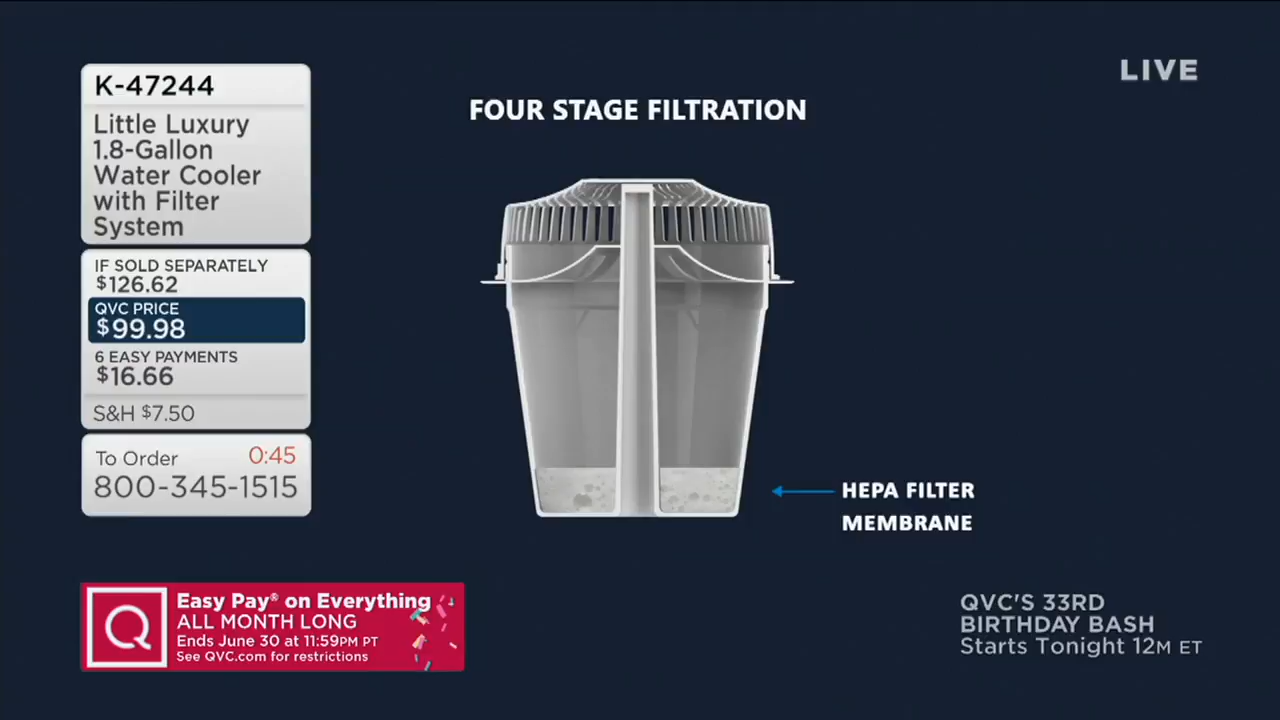 K-47244
Little Luxury
1.8-Gallon
Water Cooler
with Filter
System
IF SOLD SEPARATELY
$126.62
QVC PRICE
$99.98
6 EASY PAYMENTS
$16.66
S&H $7.50
To Order 0:45
800-345-1515
LIVE
FOUR STAGE FILTRATION
HEPA FILTER
MEMBRANE
Q
Easy Pay® on Everything
ALL MONTH LONG
Ends June 30 at 11:59PM PT
See QVC.com for restrictions
QVC'S 33RD
BIRTHDAY BASH
Starts Tonight 12M ET